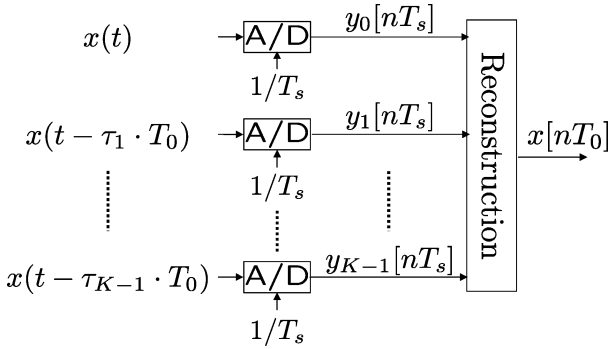 x(t) A/D y_0[nT_s]
1/T_s
x(t − τ_1 · T_0) A/D y_1[nT_s]
1/T_s
x(t − τ_{K−1} · T_0) A/D y_{K−1}[nT_s]
1/T_s
Reconstruction
x[nT_0]